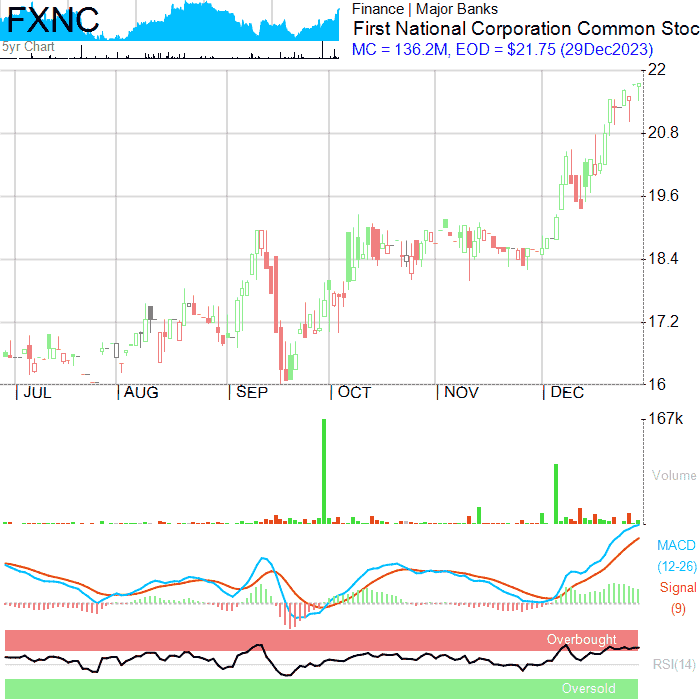 FXNC
5yr Chart
Finance | Major Banks
First National Corporation Common Stoc
MC = 136.2M, EOD = $21.75 (29Dec2023)
22
20.8
19.6
18.4
17.2
16
| JUL | AUG | SEP | OCT | NOV | DEC
167k
Volume
MACD
(12-26)
Signal
(9)
Overbought
RSI(14)
Oversold